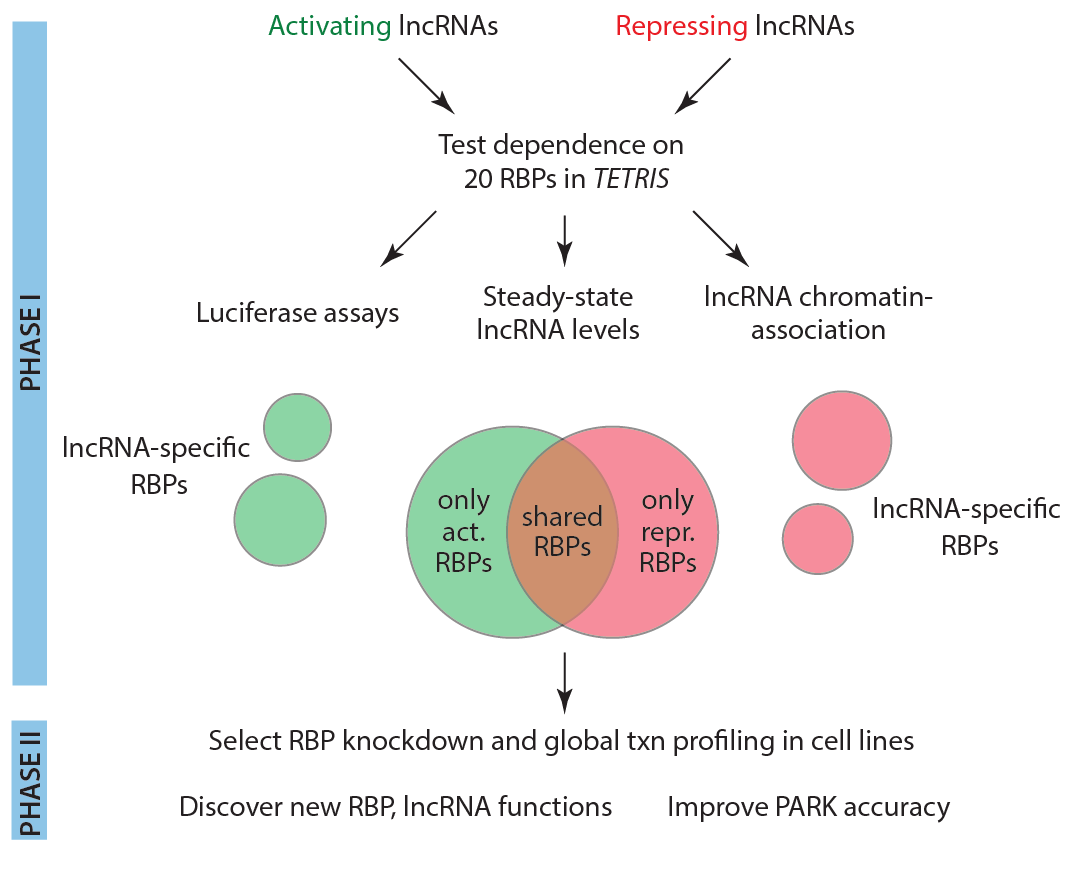 Activating lncRNAs
Repressing lncRNAs
Test dependence on
20 RBPs in TETRIS
Luciferase assays
Steady-state
lncRNA levels
lncRNA chromatin-
association
PHASE I
lncRNA-specific
RBPs
only
act.
RBPs
shared
RBPs
only
repr.
RBPs
lncRNA-specific
RBPs
PHASE II
Select RBP knockdown and global txn profiling in cell lines
Discover new RBP, lncRNA functions
Improve PARK accuracy